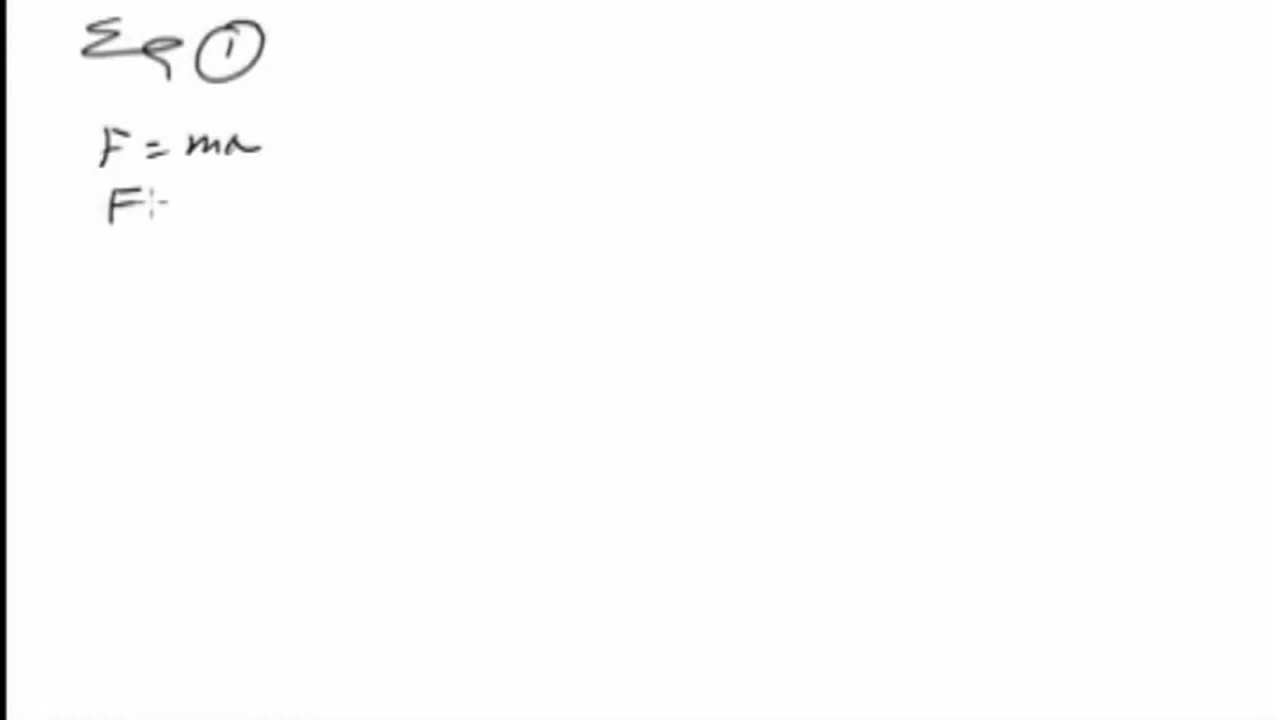 Eq ①
F = ma
F